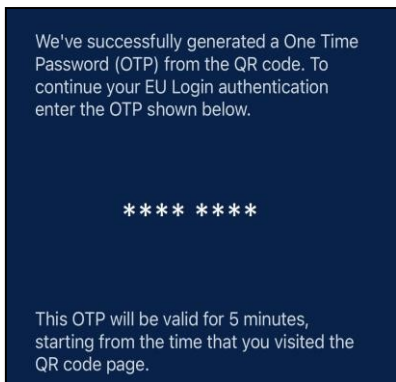 We've successfully generated a One Time
Password (OTP) from the QR code. To
continue your EU Login authentication
enter the OTP shown below.
**** ****
This OTP will be valid for 5 minutes,
starting from the time that you visited the
QR code page.